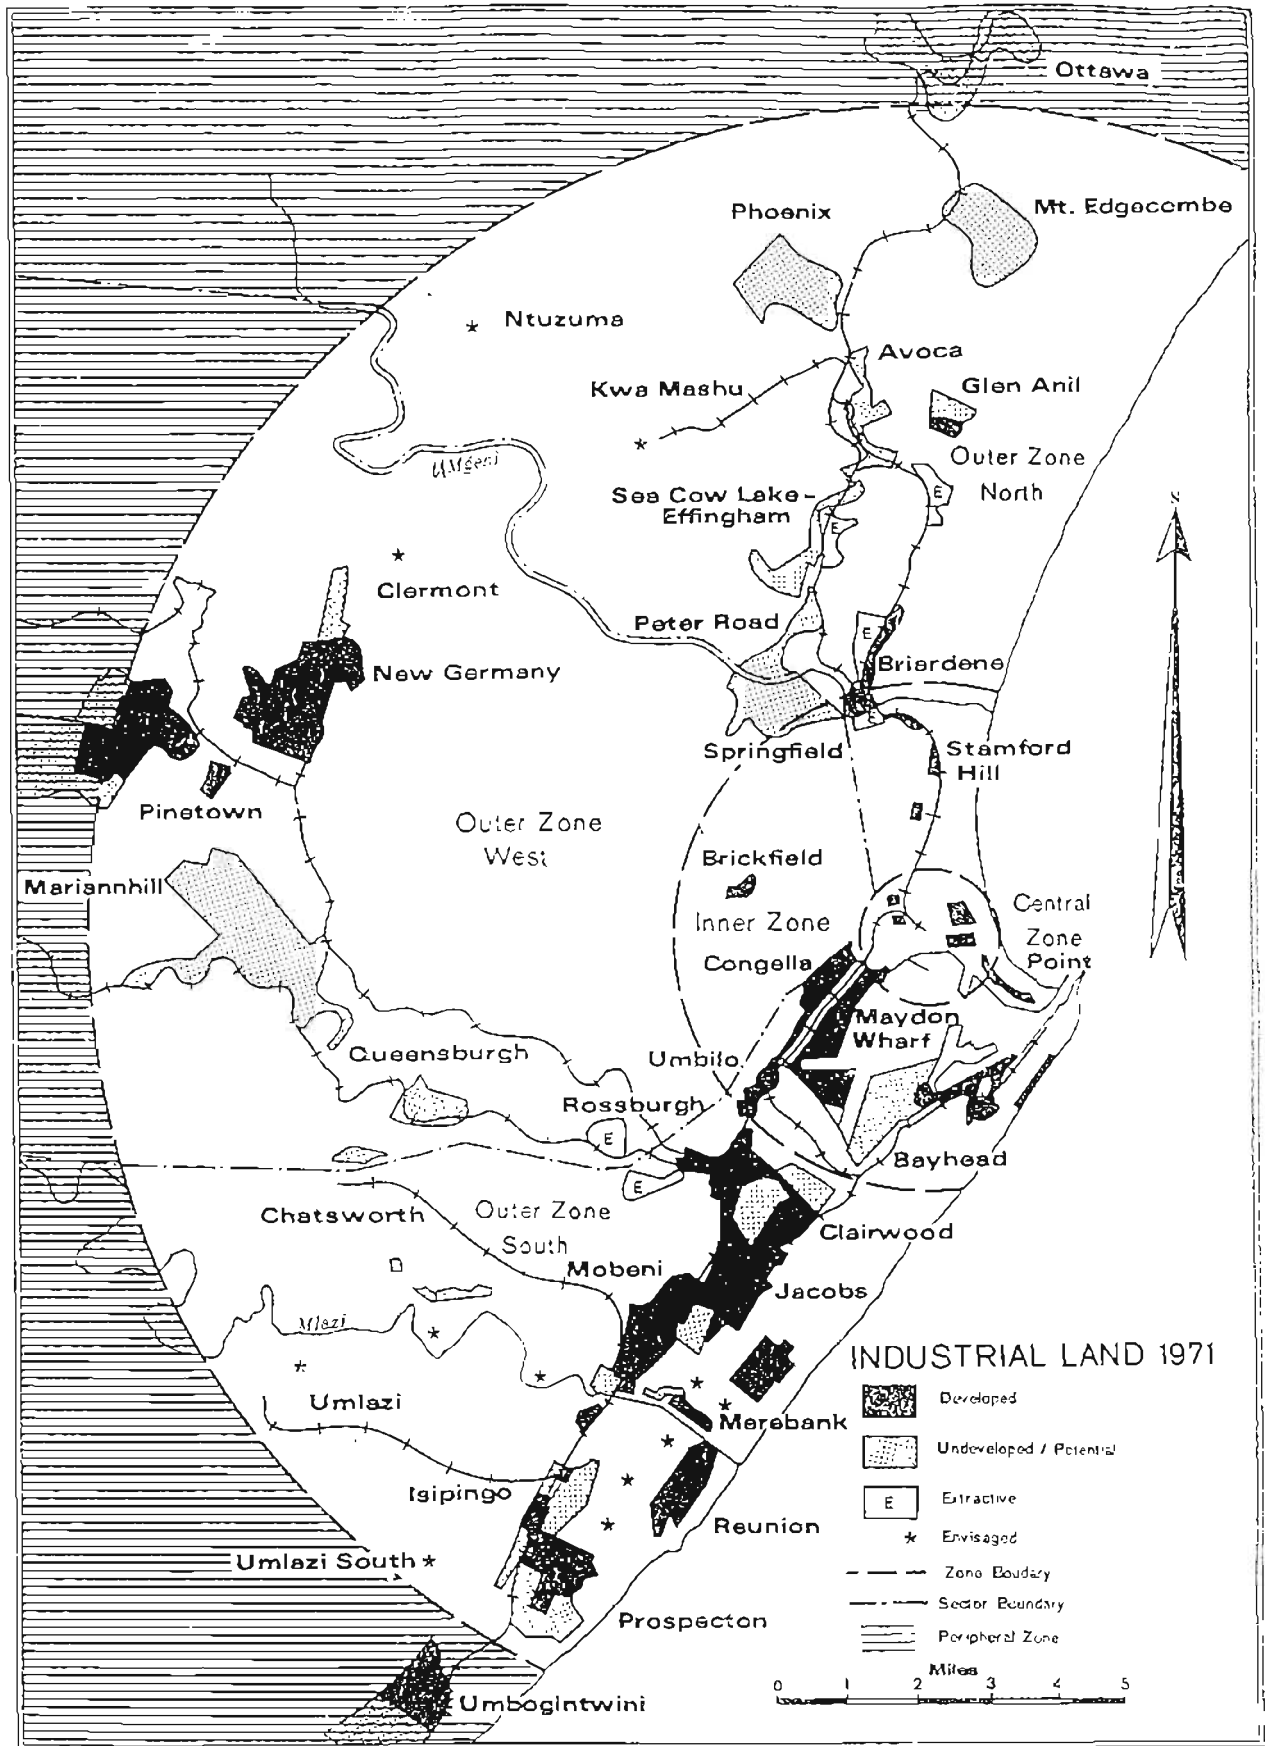 Ottawa
Mt. Edgecombe
Phoenix
Ntuzuma
Avoca
Kwa Mashu
Glen Anil
Outer Zone
North
UMgeni
Sea Cow Lake-
Effingham
E
E
Clermont
Peter Road
E
New Germany
Briardene
E
Springfield
Stamford
Hill
Pinetown
Outer Zone
West
Brickfield
Mariannhill
Inner Zone
Central
Zone
Point
Congella
Maydon
Wharf
Queensburgh
Umbilo
Rossburgh
E
Bayhead
E
Chatsworth
Outer Zone
South
Clairwood
Mobeni
Jacobs
Mlazi
INDUSTRIAL LAND 1971
Developed
Umlazi
Merebank
Undeveloped / Potential
Isipingo
E Extractive
Reunion
* Envisaged
Umlazi South *
Zone Boudary
Sector Boundary
Prospecton
Peripheral Zone
Miles
0 1 2 3 4 5
Umbogintwini